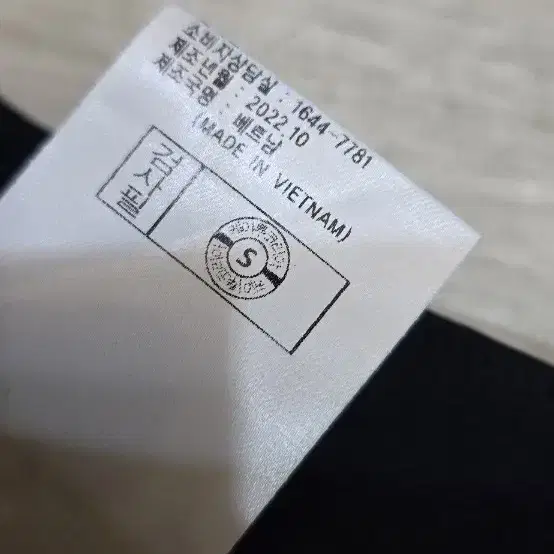 소비자상담실 : 1644-7781
제조년월 : 2022.10
제조국명 : 베트남
(MADE IN VIETNAM)
검사필
S